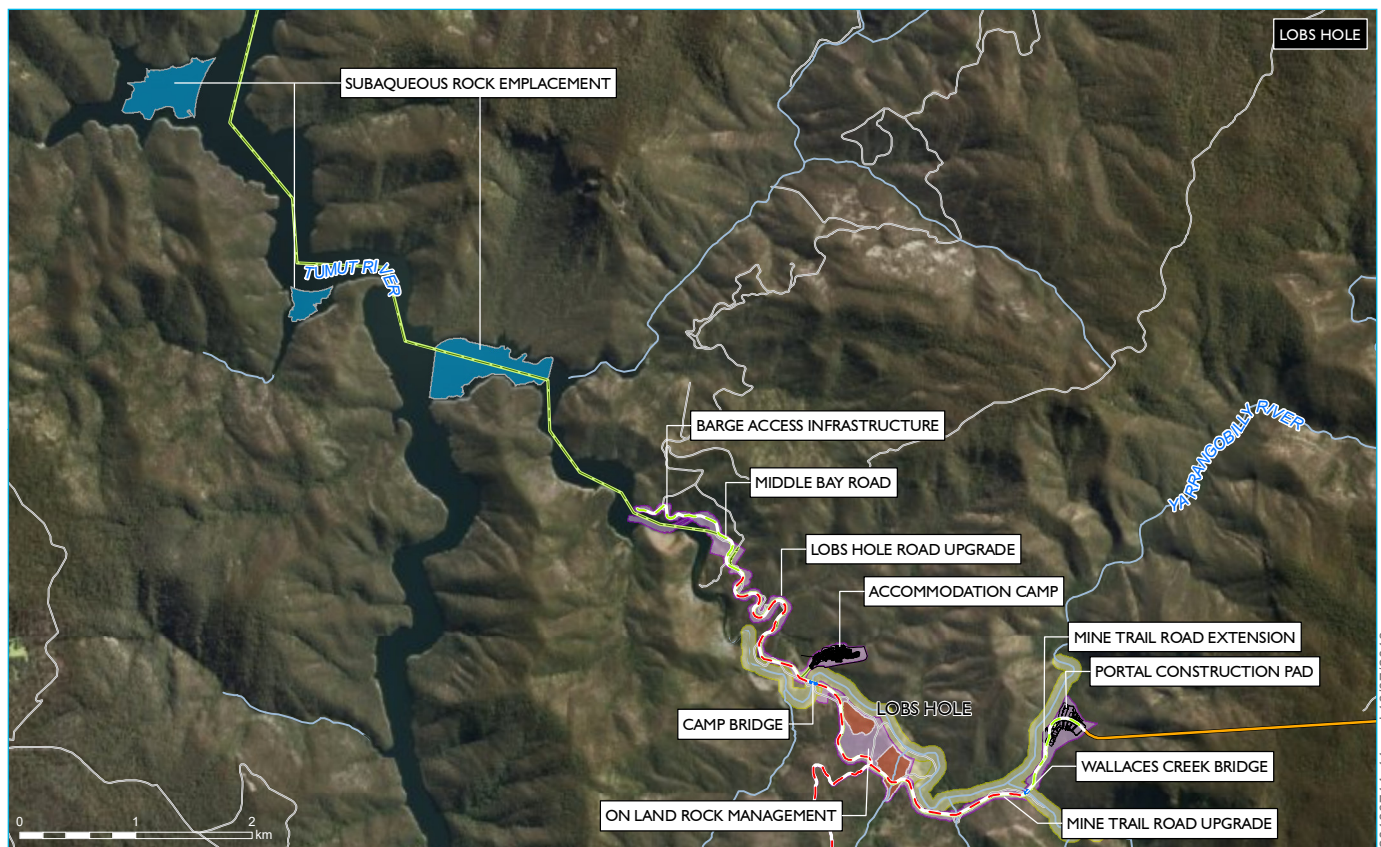 LOBS HOLE
SUBAQUEOUS ROCK EMPLACEMENT
TUMUT RIVER
YARRANGOBILLY RIVER
BARGE ACCESS INFRASTRUCTURE
MIDDLE BAY ROAD
LOBS HOLE ROAD UPGRADE
ACCOMMODATION CAMP
MINE TRAIL ROAD EXTENSION
PORTAL CONSTRUCTION PAD
LOBS HOLE
CAMP BRIDGE
WALLACES CREEK BRIDGE
ON LAND ROCK MANAGEMENT
MINE TRAIL ROAD UPGRADE
0 1 2
km